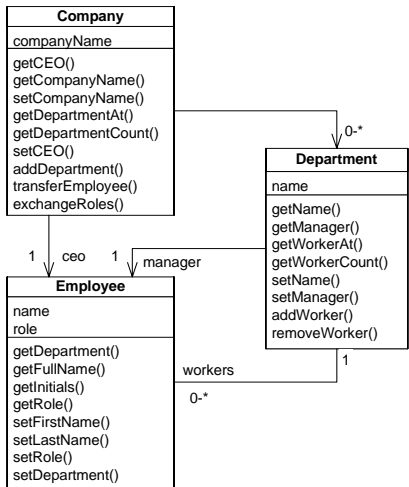 Company
companyName
getCEO()
getCompanyName()
setCompanyName()
getDepartmentAt()
getDepartmentCount()
setCEO()
addDepartment()
transferEmployee()
exchangeRoles()
0-*
Department
name
getName()
getManager()
getWorkerAt()
getWorkerCount()
setName()
setManager()
addWorker()
removeWorker()
1 ceo
1 manager
Employee
name
role
getDepartment()
getFullName()
getInitials()
getRole()
setFirstName()
setLastName()
setRole()
setDepartment()
1
workers
0-*